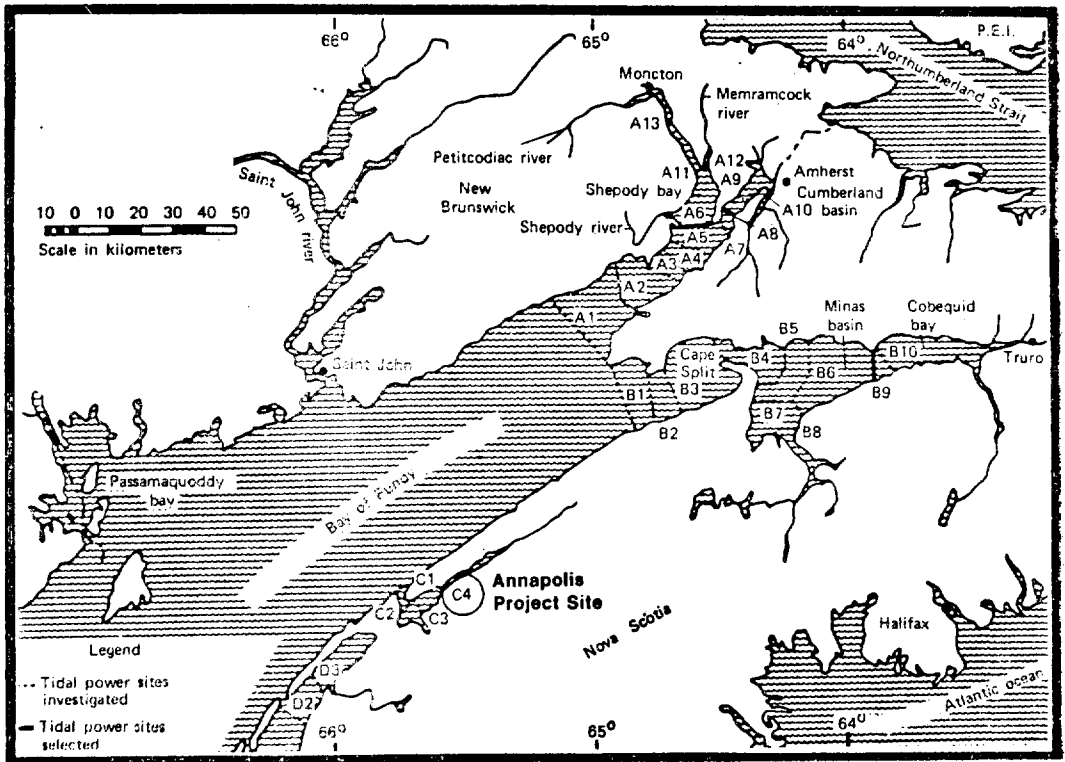 66°
65°
64°
P.E.I.
Northumberland Strait
Moncton
Memramcock
river
A13
Petitcodiac river
A11
A12
A9
Amherst
Cumberland
A10 basin
Saint John
river
New
Brunswick
Shepody bay
A6
Shepody river
A5
A8
A7
A4
A3
A2
A1
10 0 10 20 30 40 50
Scale in kilometers
Minas
basin
Cobequid
bay
B5
Cape
Split
B4
B6
B10
Truro
B1
B3
B9
B2
B7
B8
Saint John
Passamaquoddy
bay
Bay of Fundy
C1
C4
C2
C3
Annapolis
Project Site
Nova Scotia
Halifax
Atlantic ocean
D3
D2
Legend
Tidal power sites
investigated
Tidal power sites
selected
66°
65°
64°